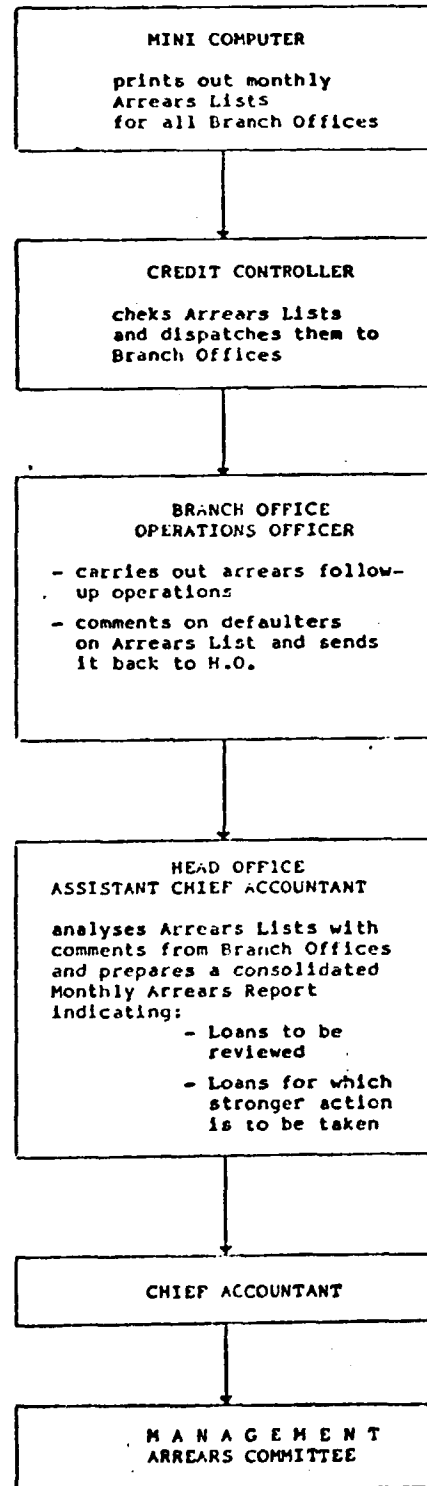 MINI COMPUTER
prints out monthly
Arrears Lists
for all Branch Offices
CREDIT CONTROLLER
cheks Arrears Lists
and dispatches them to
Branch Offices
BRANCH OFFICE
OPERATIONS OFFICER
- carries out arrears follow-
up operations
- comments on defaulters
on Arrears List and sends
it back to H.O.
HEAD OFFICE
ASSISTANT CHIEF ACCOUNTANT
analyses Arrears Lists with
comments from Branch Offices
and prepares a consolidated
Monthly Arrears Report
indicating:
- Loans to be
reviewed
- Loans for which
stronger action
is to be taken
CHIEF ACCOUNTANT
M A N A G E M E N T
ARREARS COMMITTEE